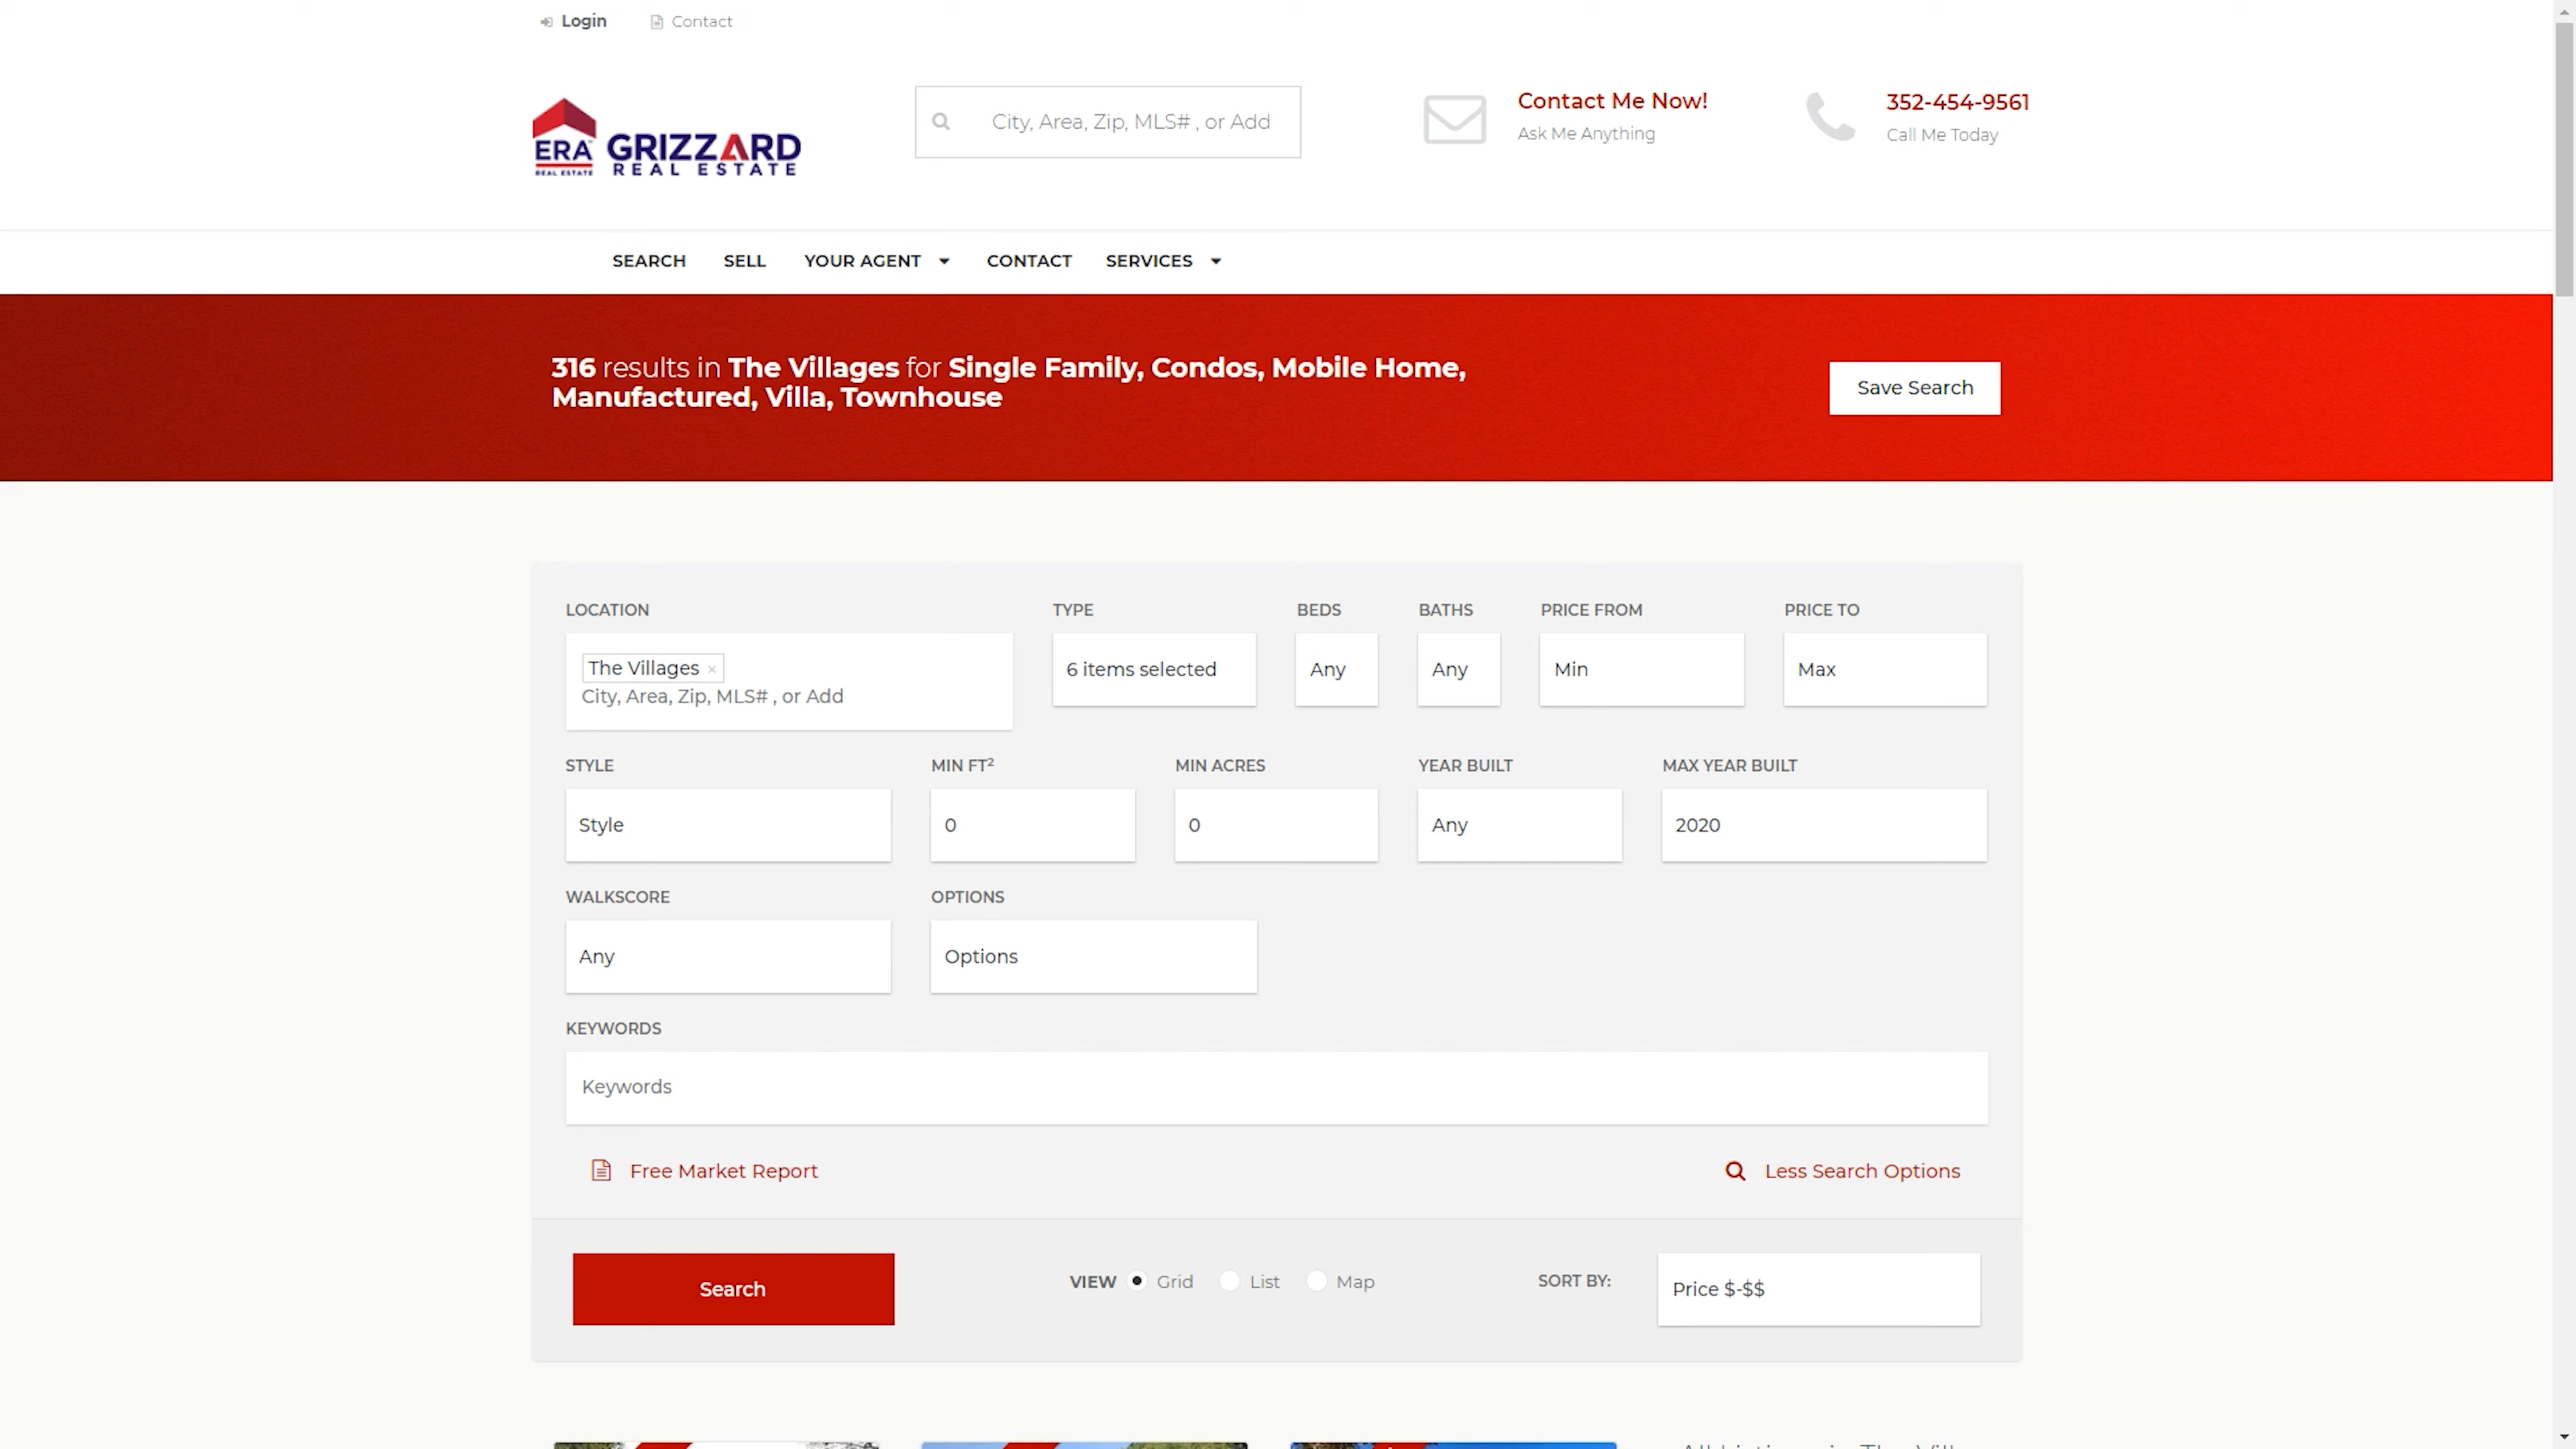 Login
Contact
ERA
REAL ESTATE
GRIZZARD
REAL ESTATE
City, Area, Zip, MLS# , or Add
Contact Me Now!
Ask Me Anything
352-454-9561
Call Me Today
SEARCH
SELL
YOUR AGENT
CONTACT
SERVICES
316 results in The Villages for Single Family, Condos, Mobile Home,
Manufactured, Villa, Townhouse
Save Search
LOCATION
TYPE
BEDS
BATHS
PRICE FROM
PRICE TO
The Villages ×
City, Area, Zip, MLS# , or Add
6 items selected
Any
Any
Min
Max
STYLE
MIN FT²
MIN ACRES
YEAR BUILT
MAX YEAR BUILT
Style
0
0
Any
2020
WALKSCORE
OPTIONS
Any
Options
KEYWORDS
Keywords
Free Market Report
Less Search Options
Search
VIEW
Grid
List
Map
SORT BY:
Price $-$$